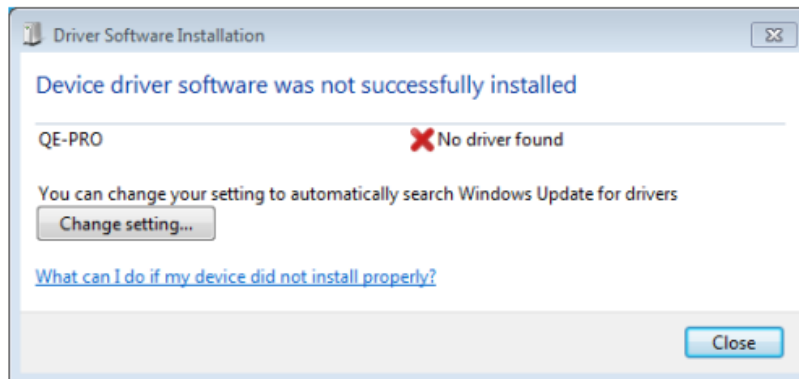 Driver Software Installation
Device driver software was not successfully installed
QE-PRO No driver found
You can change your setting to automatically search Windows Update for drivers
Change setting...
What can I do if my device did not install properly?
Close